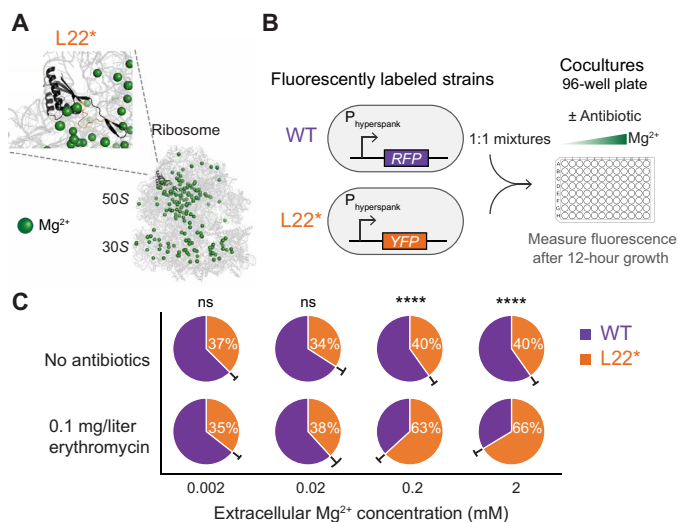 A
L22*
Ribosome
50S
Mg²⁺
30S
B
Fluorescently labeled strains
WT
P hyperspank
RFP
L22*
P hyperspank
YFP
1:1 mixtures
Cocultures
96-well plate
± Antibiotic
Mg²⁺
A
B
C
D
E
F
G
H
Measure fluorescence
after 12-hour growth
C
ns ns **** ****
No antibiotics
37% 34% 40% 40%
WT
L22*
0.1 mg/liter
erythromycin
35% 38% 63% 66%
0.002 0.02 0.2 2
Extracellular Mg²⁺ concentration (mM)